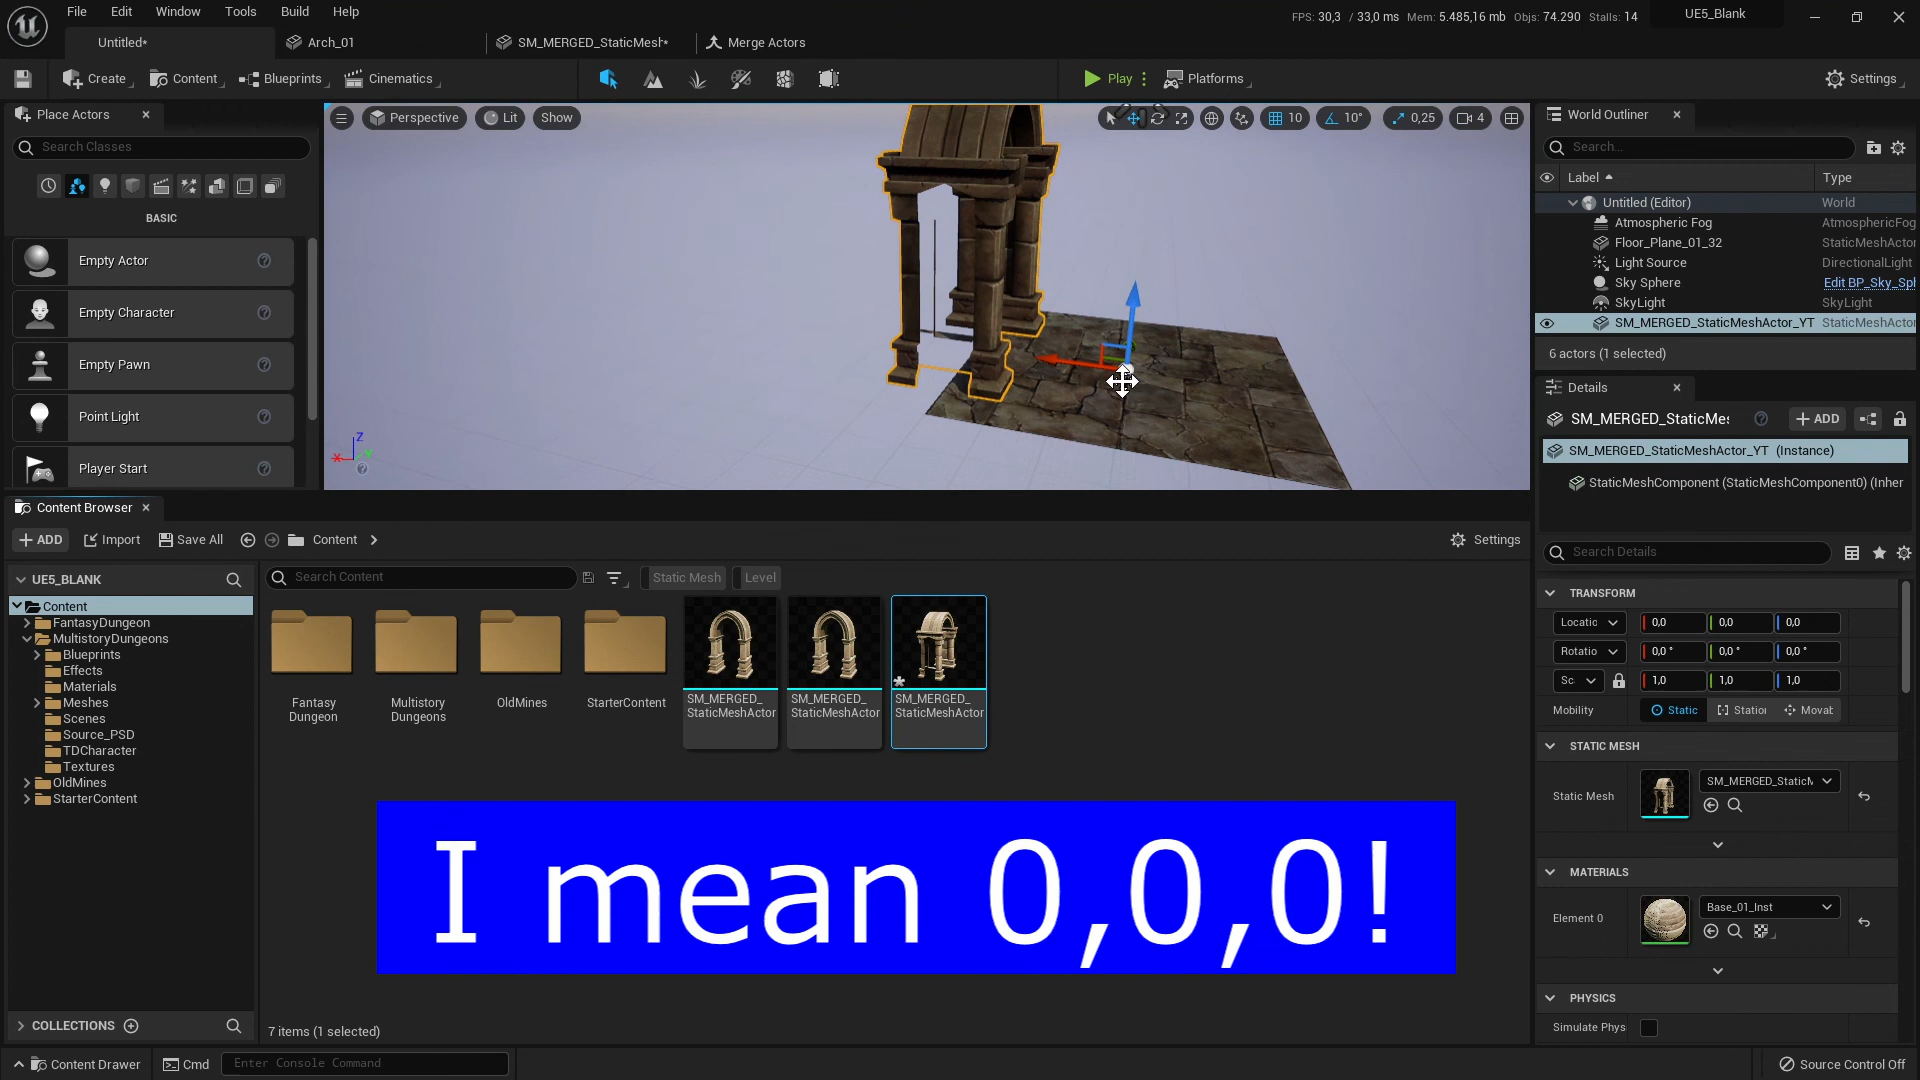 File Edit Window Tools Build Help
FPS: 30,3 / 33,0 ms Mem: 5.485,16 mb Objs: 74.290 Stalls: 14
UE5_Blank
Untitled* Arch_01 SM_MERGED_StaticMesh* Merge Actors
Create Content Blueprints Cinematics Play Platforms Settings
Place Actors
Search Classes
BASIC
Empty Actor
Empty Character
Empty Pawn
Point Light
Player Start
Perspective Lit Show 10 10° 0,25 4
Z
World Outliner
Search...
Label Type
Untitled (Editor) World
Atmospheric Fog AtmosphericFog
Floor_Plane_01_32 StaticMeshActor
Light Source DirectionalLight
Sky Sphere Edit BP_Sky_Sph
SkyLight SkyLight
SM_MERGED_StaticMeshActor_YT StaticMeshActor
6 actors (1 selected)
Details
SM_MERGED_StaticMes ADD
SM_MERGED_StaticMeshActor_YT (Instance)
StaticMeshComponent (StaticMeshComponent0) (Inher
Search Details
TRANSFORM
Locatic 0,0 0,0 0,0
Rotatio 0,0 ° 0,0 ° 0,0 °
Sc 1,0 1,0 1,0
Mobility Static Station Movab
STATIC MESH
Static Mesh SM_MERGED_StaticM
MATERIALS
Element 0 Base_01_Inst
PHYSICS
Simulate Phys
Content Browser
ADD Import Save All Content Settings
UE5_BLANK
Content
FantasyDungeon
MultistoryDungeons
Blueprints
Effects
Materials
Meshes
Scenes
Source_PSD
TDCharacter
Textures
OldMines
StarterContent
COLLECTIONS
Search Content Static Mesh Level
Fantasy
Dungeon
Multistory
Dungeons
OldMines
StarterContent
SM_MERGED_
StaticMeshActor
SM_MERGED_
StaticMeshActor
SM_MERGED_
StaticMeshActor
I mean 0,0,0!
7 items (1 selected)
Content Drawer Cmd Enter Console Command Source Control Off